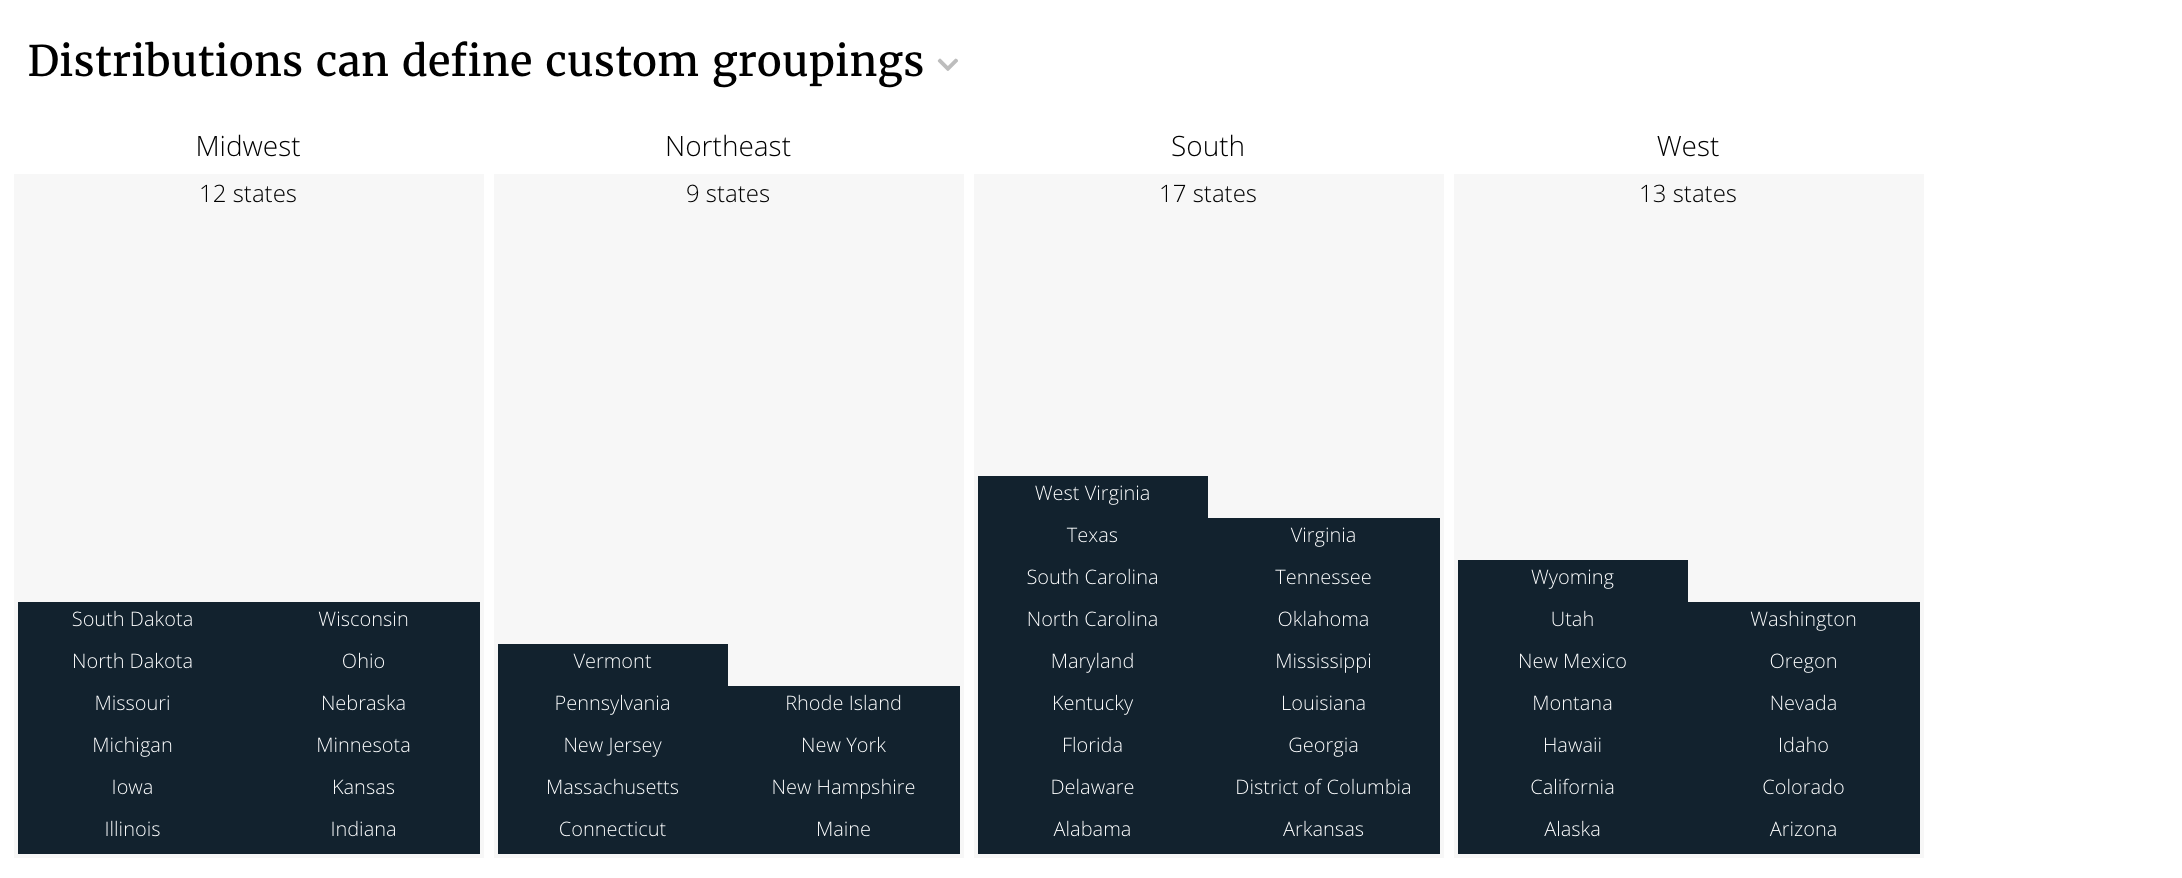 Distributions can define custom groupings
Midwest
12 states
South Dakota Wisconsin
North Dakota Ohio
Missouri Nebraska
Michigan Minnesota
Iowa Kansas
Illinois Indiana
Northeast
9 states
Vermont
Pennsylvania Rhode Island
New Jersey New York
Massachusetts New Hampshire
Connecticut Maine
South
17 states
West Virginia
Texas Virginia
South Carolina Tennessee
North Carolina Oklahoma
Maryland Mississippi
Kentucky Louisiana
Florida Georgia
Delaware District of Columbia
Alabama Arkansas
West
13 states
Wyoming
Utah Washington
New Mexico Oregon
Montana Nevada
Hawaii Idaho
California Colorado
Alaska Arizona